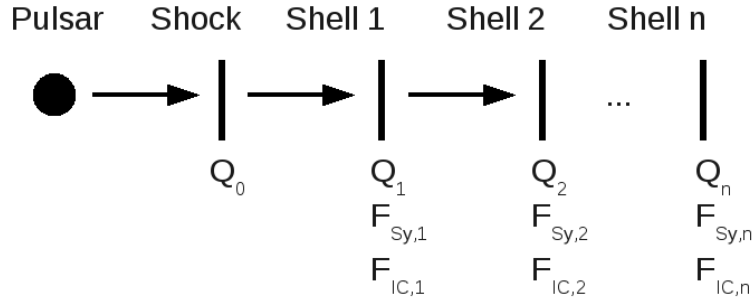 Pulsar Shock Shell 1 Shell 2 Shell n
...
Q0 Q1 Q2 Qn
FSy,1 FSy,2 FSy,n
FIC,1 FIC,2 FIC,n